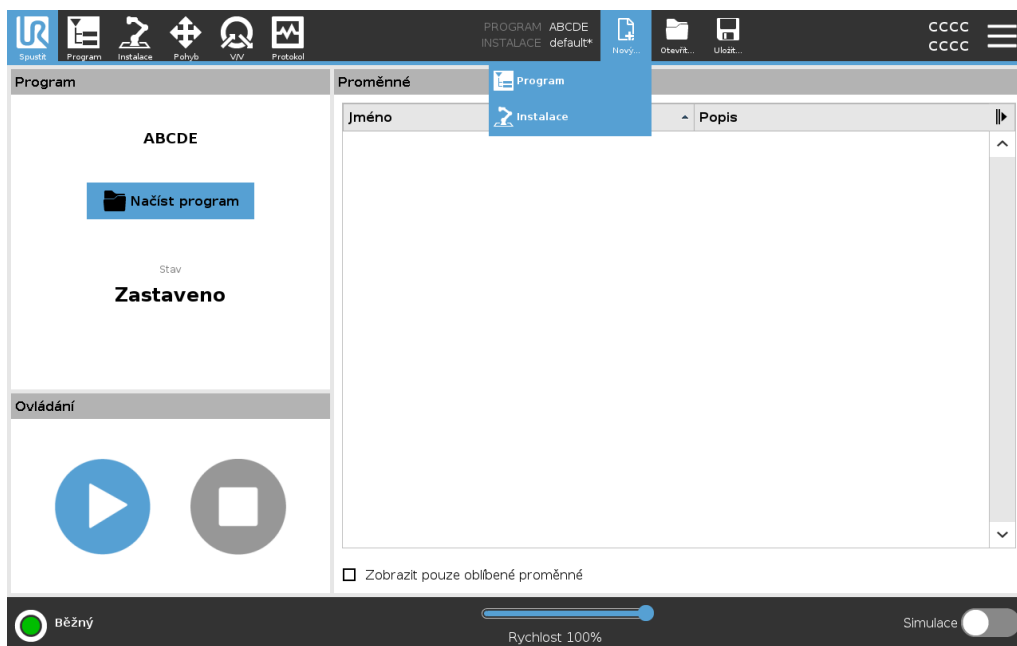 Spustit
Program
Instalace
Pohyb
V/V
Protokol
PROGRAM ABCDE
INSTALACE default*
Nový...
Otevřít...
Uložit...
CCCC
CCCC
Program
Instalace
Program
ABCDE
Načíst program
Stav
Zastaveno
Ovládání
Proměnné
Jméno
Popis
Zobrazit pouze oblíbené proměnné
Běžný
Rychlost 100%
Simulace